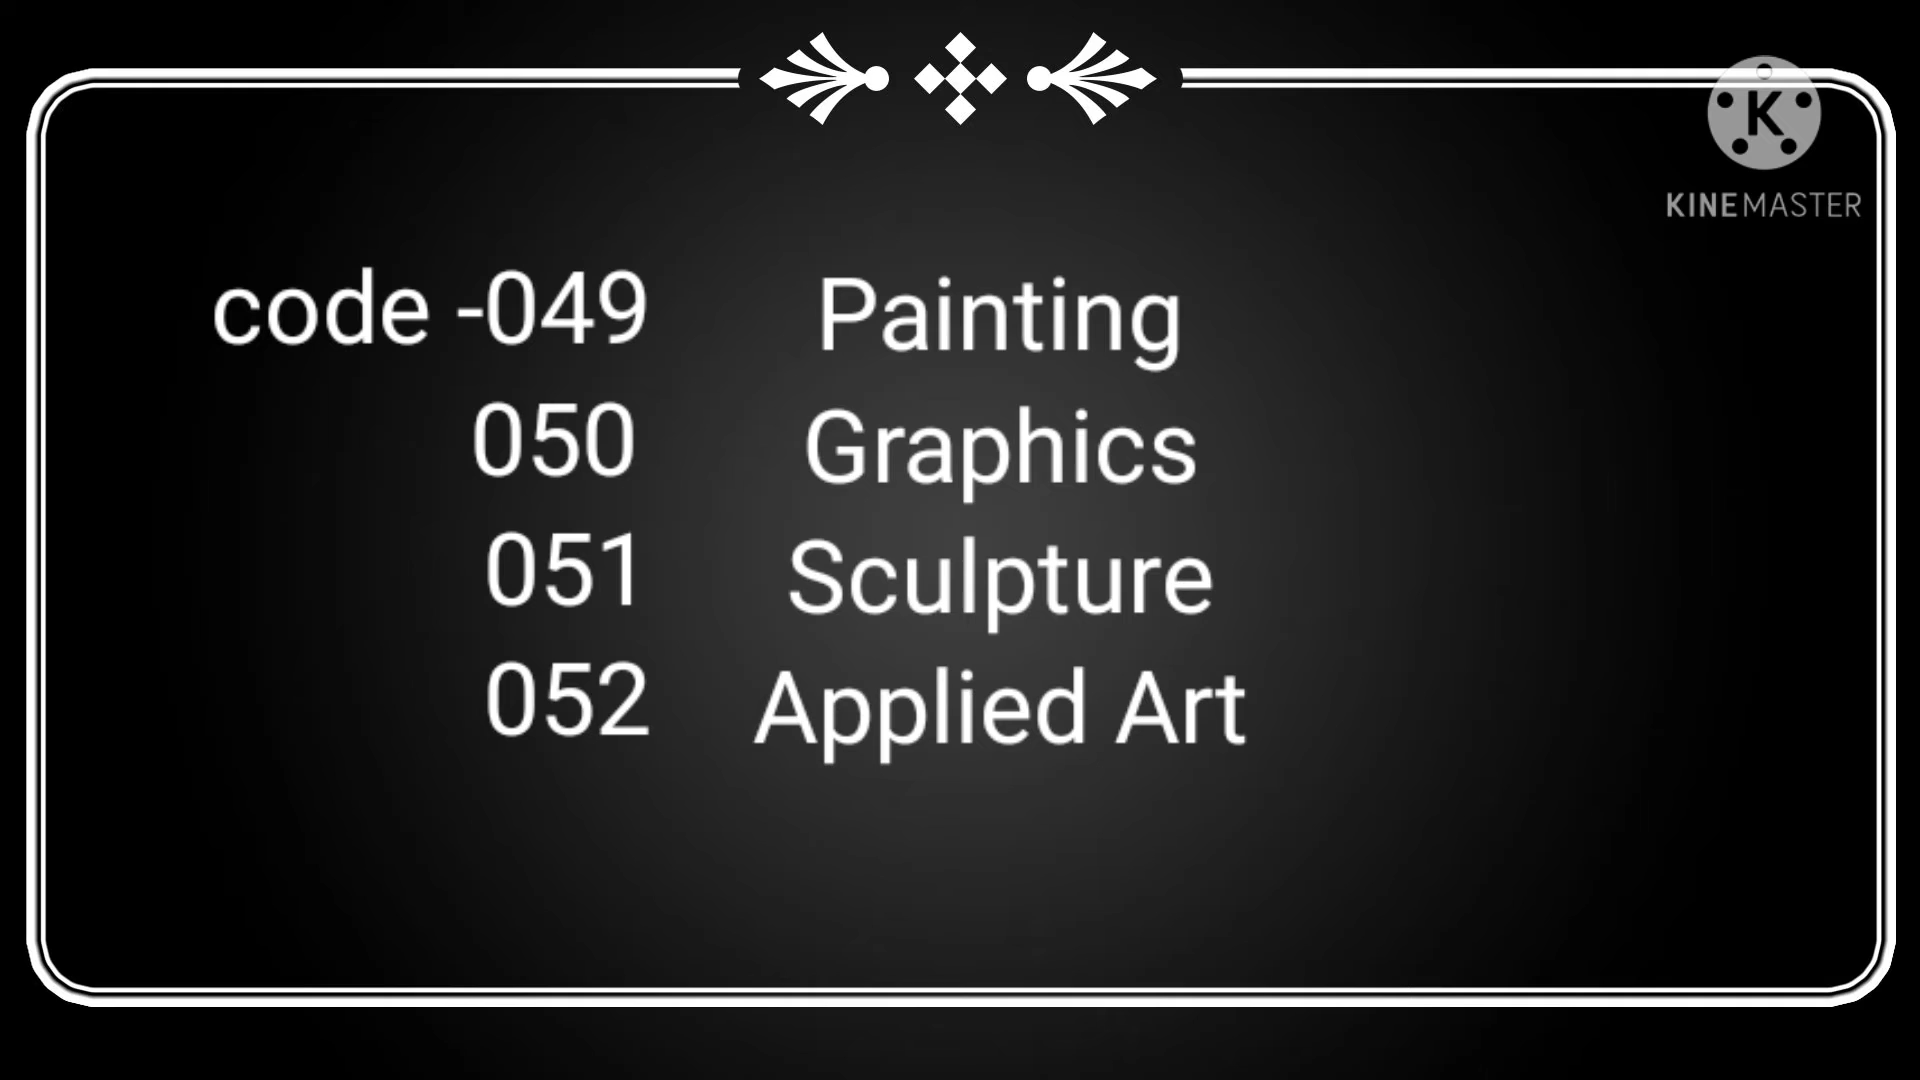 K
KINEMASTER
code -049 Painting
050 Graphics
051 Sculpture
052 Applied Art